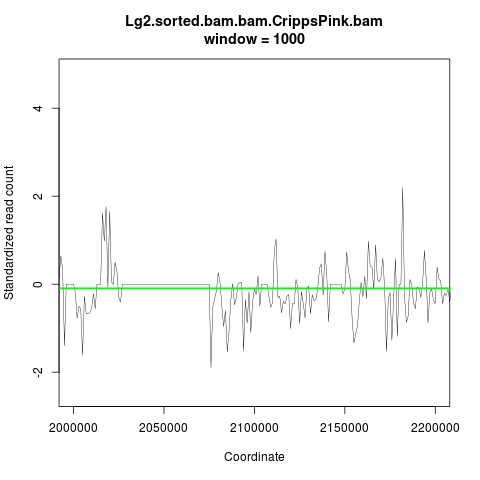 Lg2.sorted.bam.bam.CrippsPink.bam
window = 1000
Standardized read count
4
2
0
-2
2000000 2050000 2100000 2150000 2200000
Coordinate